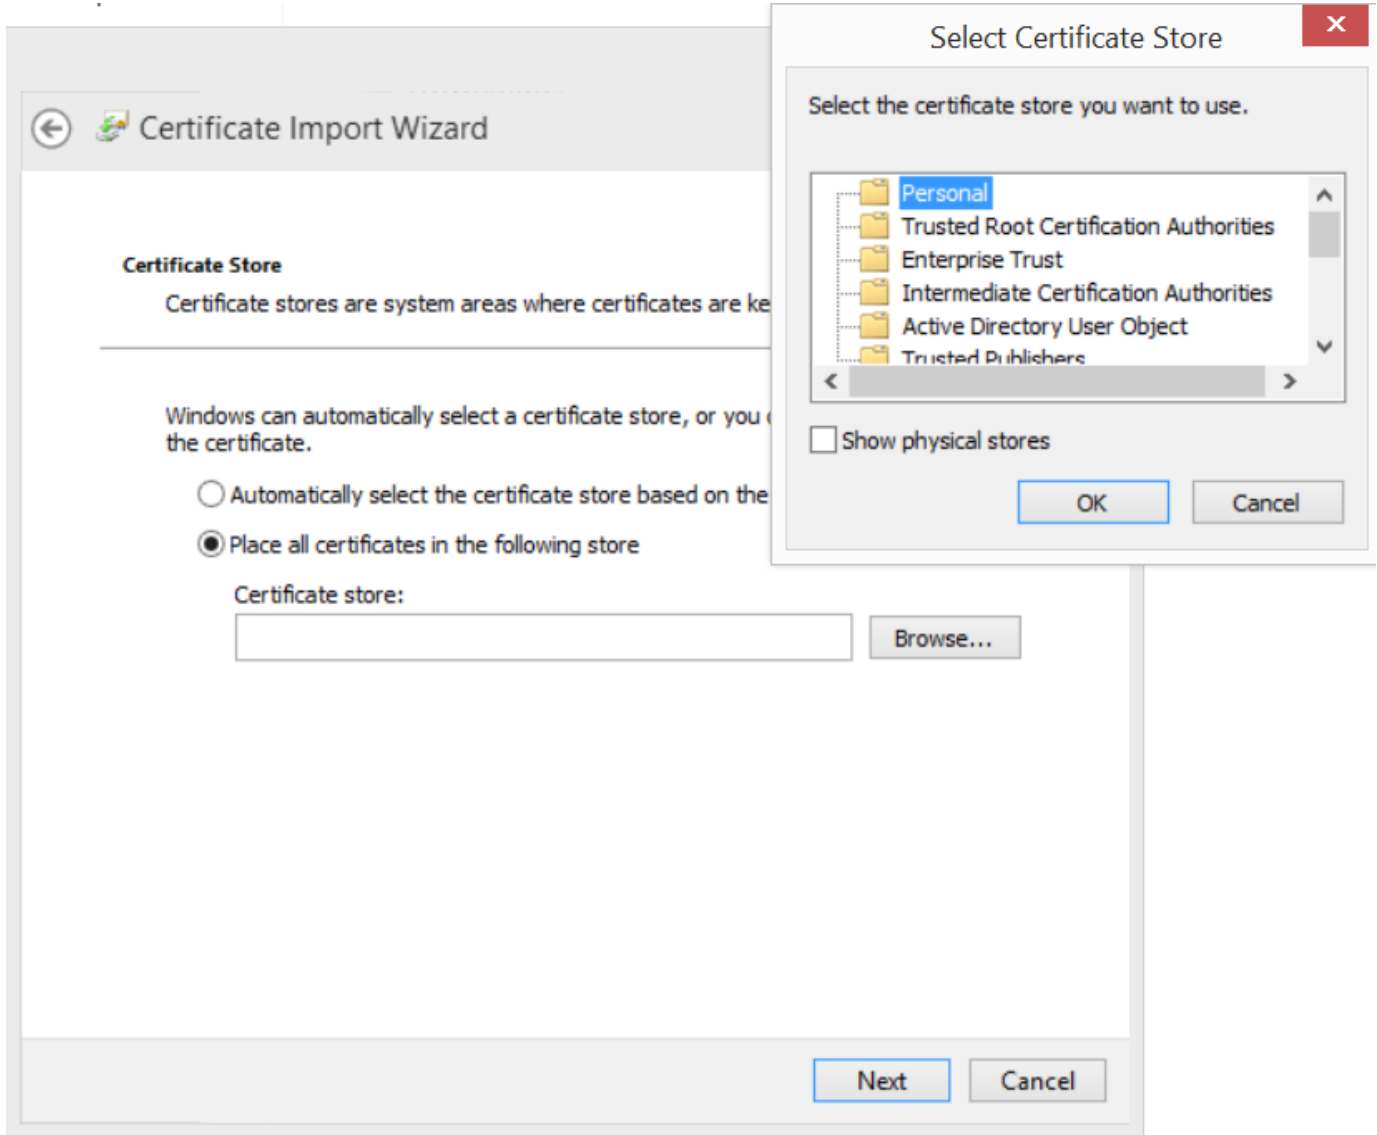 Select Certificate Store
Select the certificate store you want to use.
Personal
Trusted Root Certification Authorities
Enterprise Trust
Intermediate Certification Authorities
Active Directory User Object
Trusted Publishers
Show physical stores
OK
Cancel
Certificate Import Wizard
Certificate Store
Certificate stores are system areas where certificates are ke
Windows can automatically select a certificate store, or you
the certificate.
Automatically select the certificate store based on the
Place all certificates in the following store
Certificate store:
Browse...
Next
Cancel